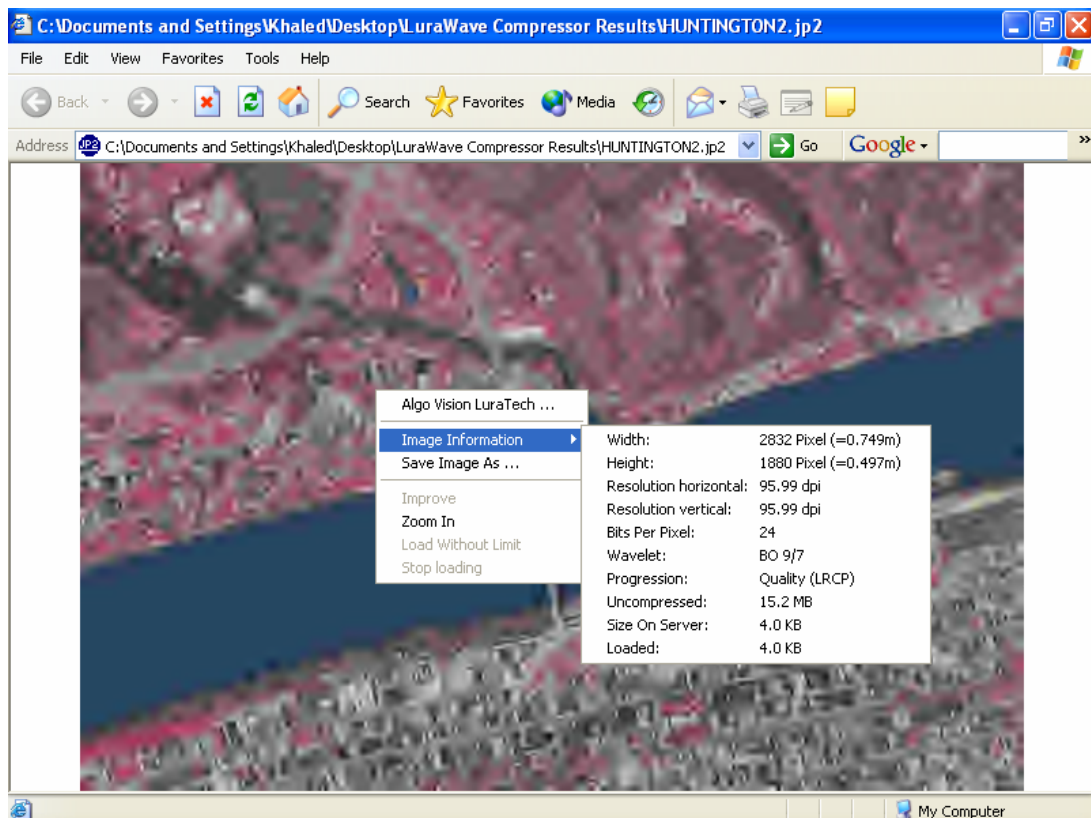 C:\Documents and Settings\Khaled\Desktop\LuraWave Compressor Results\HUNTINGTON2.jp2
File Edit View Favorites Tools Help
Back Search Favorites Media
Address JP2 C:\Documents and Settings\Khaled\Desktop\LuraWave Compressor Results\HUNTINGTON2.jp2 Go Google »
Algo Vision LuraTech ...
Image Information
Save Image As ...
Improve
Zoom In
Load Without Limit
Stop loading
Width: 2832 Pixel (=0.749m)
Height: 1880 Pixel (=0.497m)
Resolution horizontal: 95.99 dpi
Resolution vertical: 95.99 dpi
Bits Per Pixel: 24
Wavelet: BO 9/7
Progression: Quality (LRCP)
Uncompressed: 15.2 MB
Size On Server: 4.0 KB
Loaded: 4.0 KB
My Computer